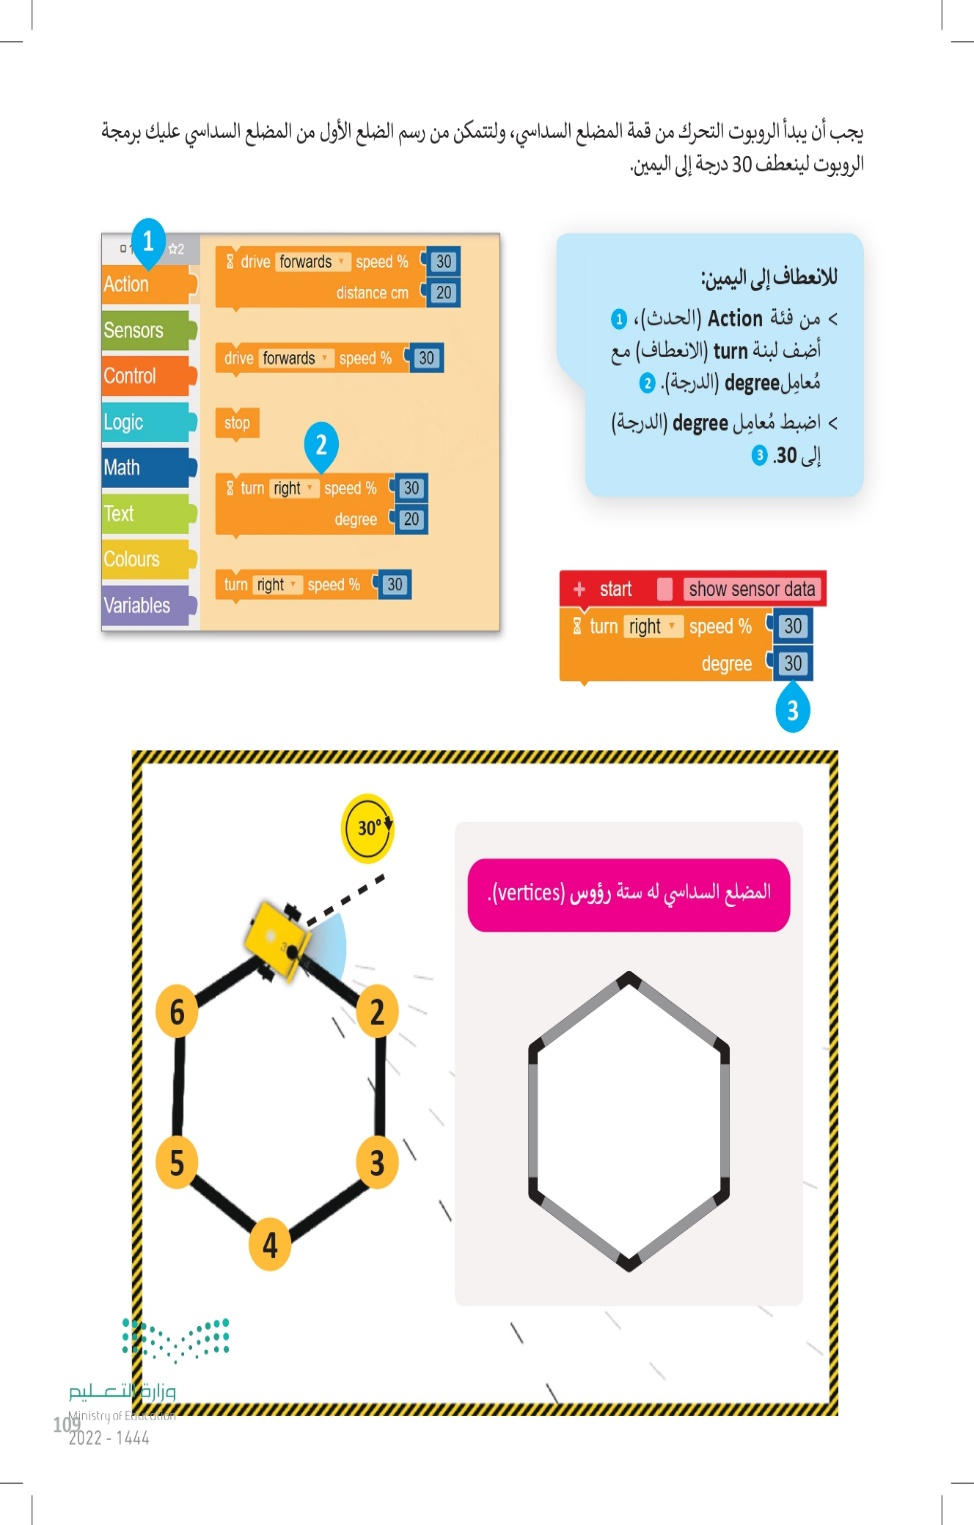 يجب أن يبدأ الروبوت التحرك من قمة المضلع السداسي، ولتتمكن من رسم الضلع الأول من المضلع السداسي عليك برمجة
الروبوت لينعطف 30 درجة إلى اليمين.
للانعطاف إلى اليمين:
< من فئة Action (الحدث)، 1
أضف لبنة turn (الانعطاف) مع
مُعامِل degree (الدرجة). 2
< اضبط مُعامِل degree (الدرجة)
إلى 30. 3
1
☆2
Action
Sensors
Control
Logic
Math
Text
Colours
Variables
drive forwards speed % 30
distance cm 20
drive forwards speed % 30
stop
2
turn right speed % 30
degree 20
turn right speed % 30
+ start show sensor data
turn right speed % 30
degree 30
3
30°
المضلع السداسي له ستة رؤوس (vertices).
6
2
5
3
4
وزارة التعليم
Ministry of Education
109
2022 - 1444